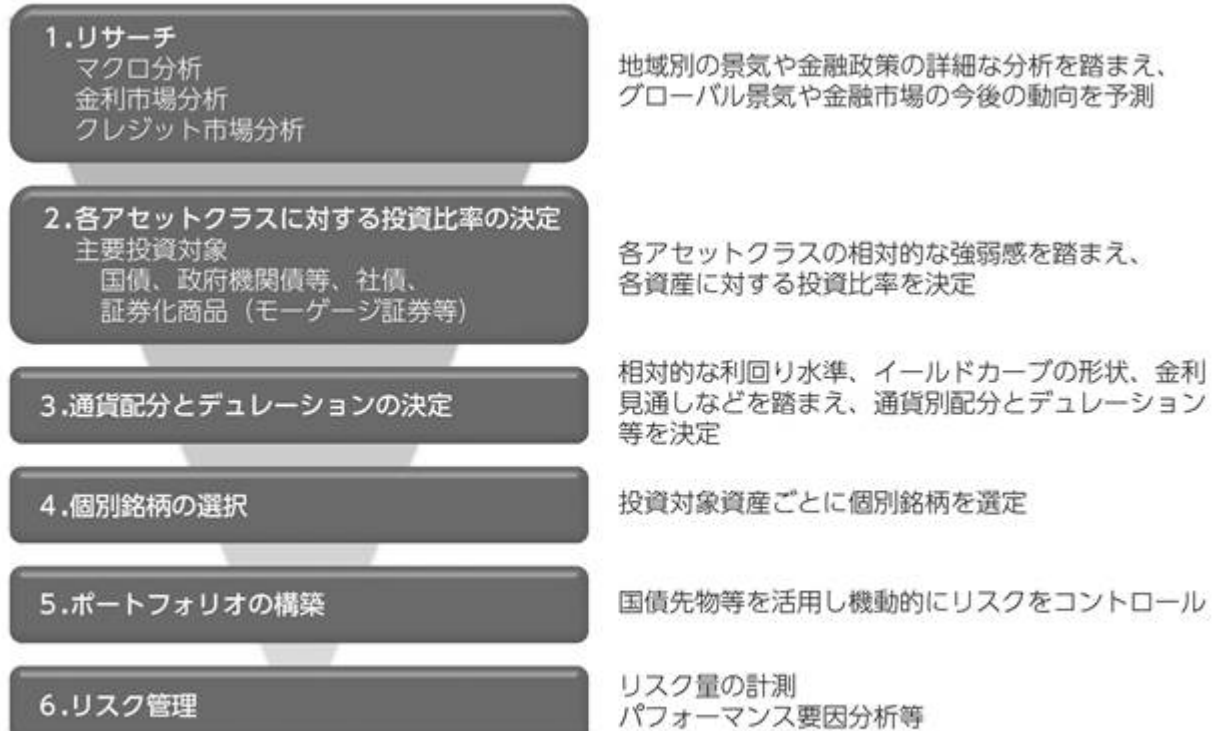 1.リサーチ
マクロ分析
金利市場分析
クレジット市場分析
地域別の景気や金融政策の詳細な分析を踏まえ、
グローバル景気や金融市場の今後の動向を予測
2.各アセットクラスに対する投資比率の決定
主要投資対象
国債、政府機関債等、社債、
証券化商品（モーゲージ証券等）
各アセットクラスの相対的な強弱感を踏まえ、
各資産に対する投資比率を決定
3.通貨配分とデュレーションの決定
相対的な利回り水準、イールドカーブの形状、金利
見通しなどを踏まえ、通貨別配分とデュレーション
等を決定
4.個別銘柄の選択
投資対象資産ごとに個別銘柄を選定
5.ポートフォリオの構築
国債先物等を活用し機動的にリスクをコントロール
6.リスク管理
リスク量の計測
パフォーマンス要因分析等